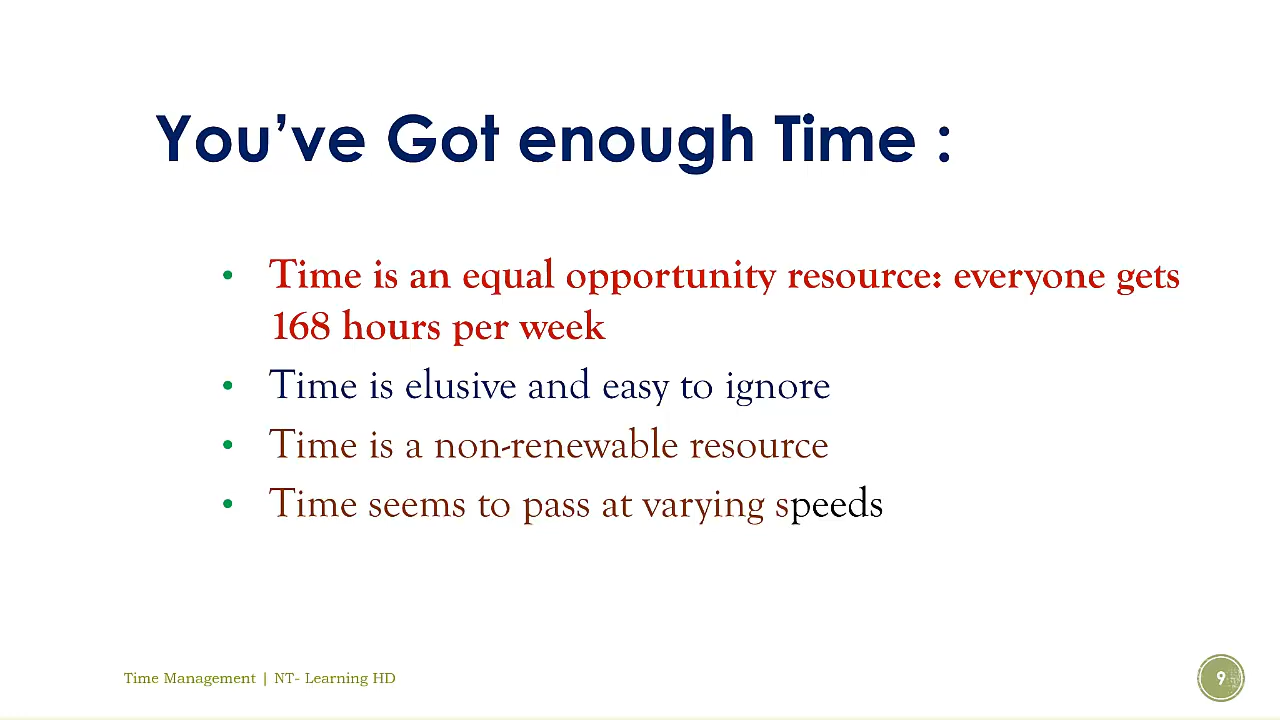 You’ve Got enough Time :
• Time is an equal opportunity resource: everyone gets
168 hours per week
• Time is elusive and easy to ignore
• Time is a non-renewable resource
• Time seems to pass at varying speeds
Time Management | NT- Learning HD
9